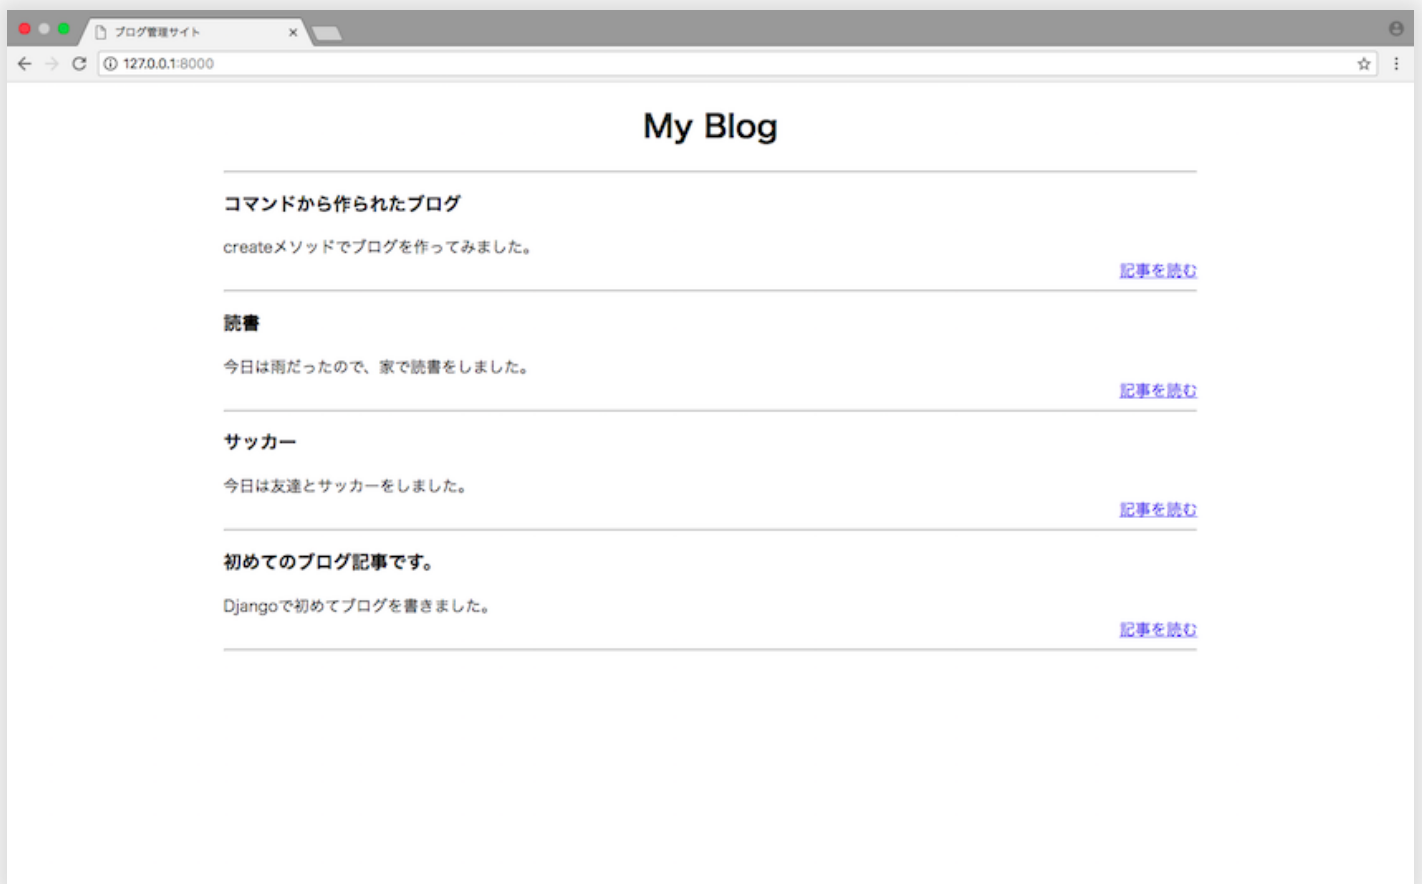 ブログ管理サイト
127.0.0.1:8000
My Blog
コマンドから作られたブログ
createメソッドでブログを作ってみました。
記事を読む
読書
今日は雨だったので、家で読書をしました。
記事を読む
サッカー
今日は友達とサッカーをしました。
記事を読む
初めてのブログ記事です。
Djangoで初めてブログを書きました。
記事を読む